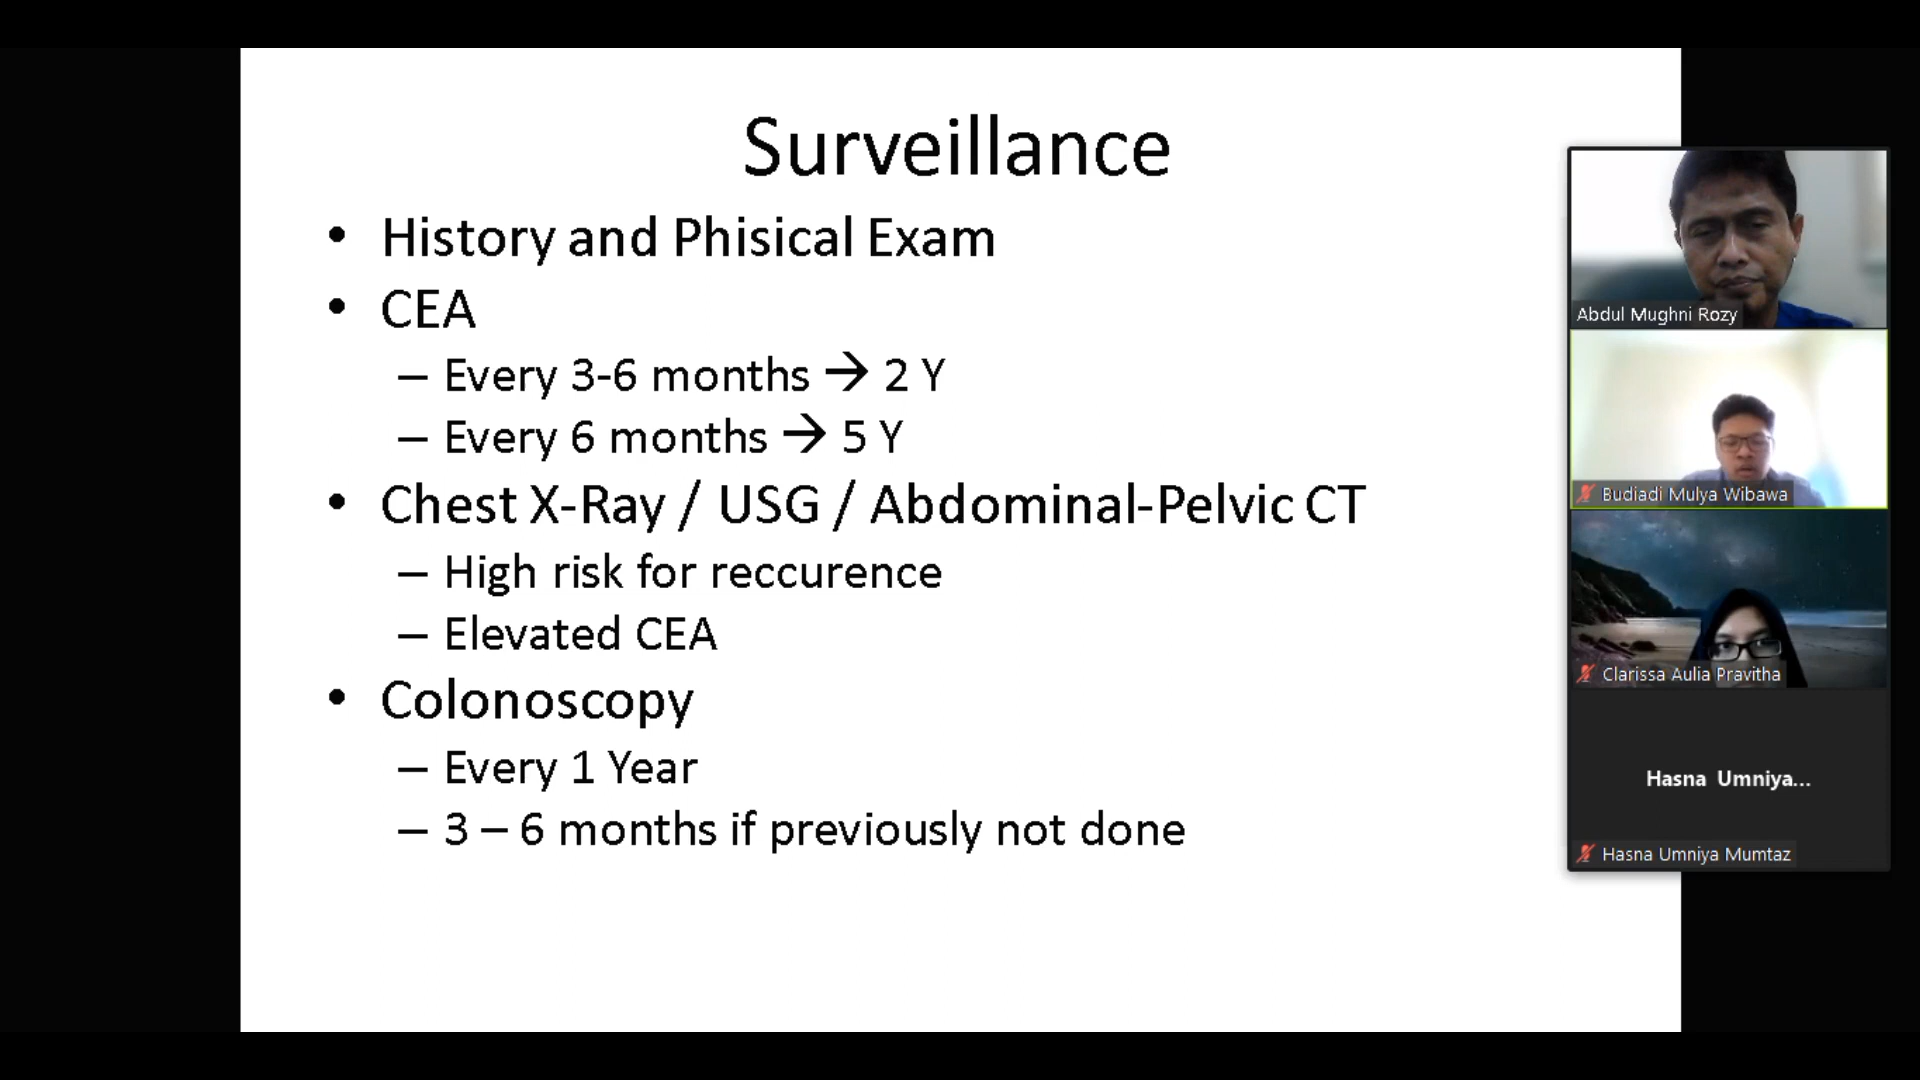 Surveillance
• History and Phisical Exam
• CEA
– Every 3-6 months → 2 Y
– Every 6 months → 5 Y
• Chest X-Ray / USG / Abdominal-Pelvic CT
– High risk for reccurence
– Elevated CEA
• Colonoscopy
– Every 1 Year
– 3 – 6 months if previously not done
Abdul Mughni Rozy
Budiadi Mulya Wibawa
Clarissa Aulia Pravitha
Hasna Umniya...
Hasna Umniya Mumtaz